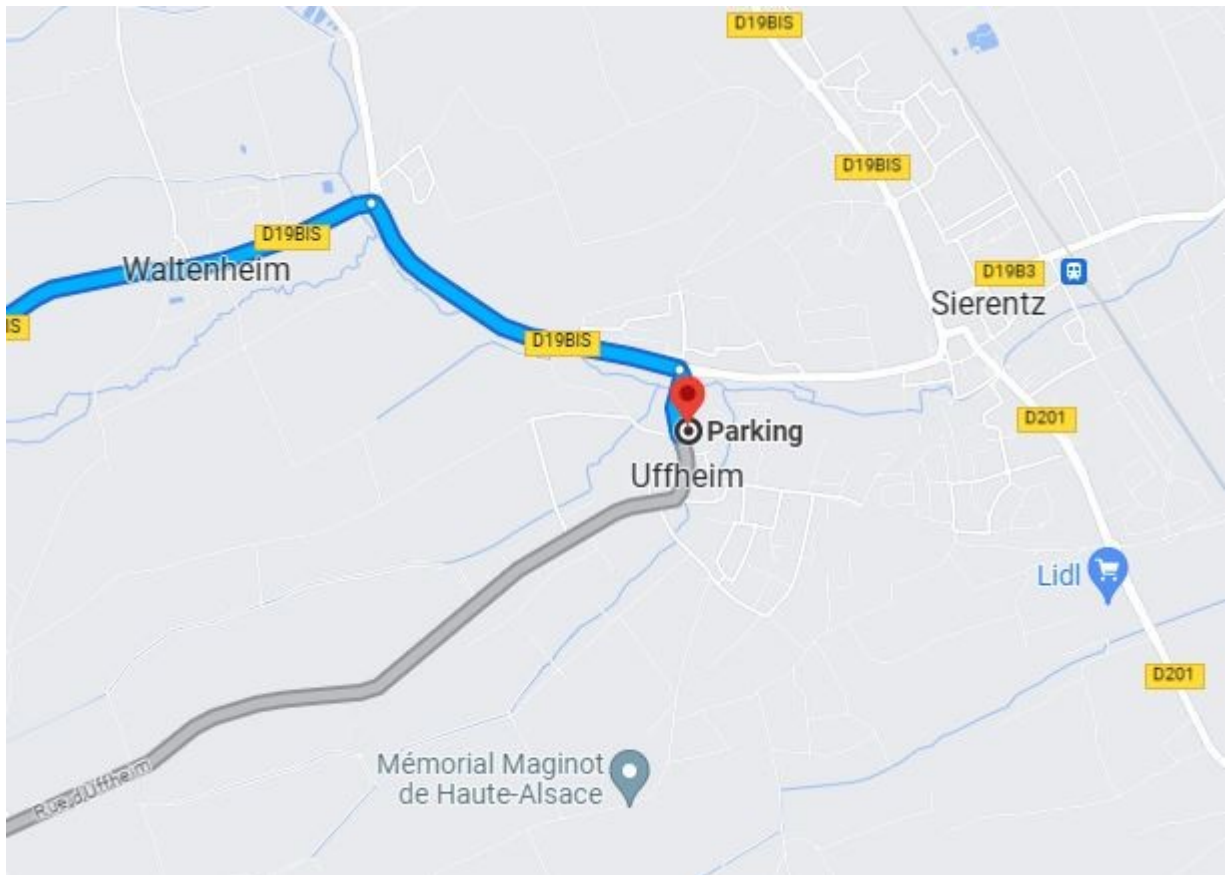 D19BIS
D19BIS
D19BIS
Waltenheim
D19B3
Sierentz
IS
D19BIS
D201
Parking
Uffheim
Lidl
D201
Mémorial Maginot
de Haute-Alsace
Rue d'Uffheim